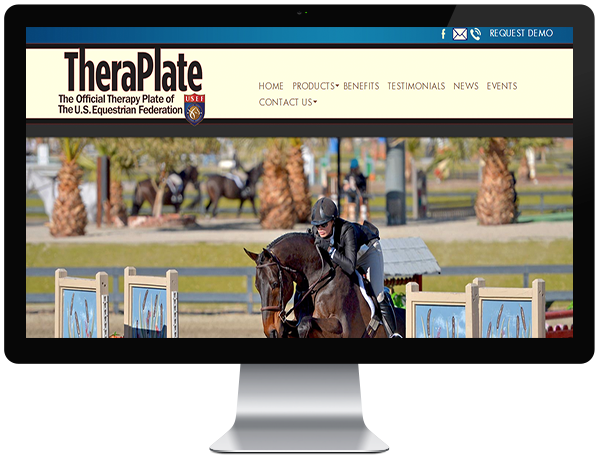 REQUEST DEMO
TheraPlate
The Official Therapy Plate of
The U.S. Equestrian Federation
USEF
HOME PRODUCTS BENEFITS TESTIMONIALS NEWS EVENTS
CONTACT US